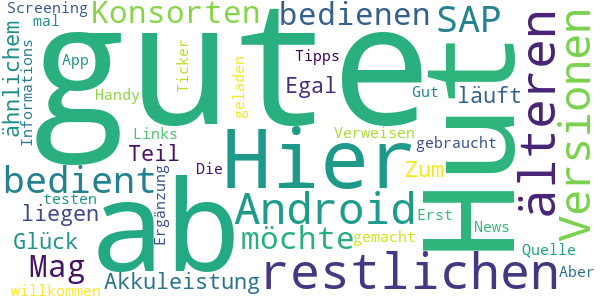 Screening
mal
Konsorten
bedienen
SAP
gute
Hut
älteren
Versionen
ähnlichem
Informations
App
Ticker
Tipps
Egal
geladen
Handy
Gut
läuft
Links
Verweisen
gebraucht
Hier
Teil
Die
Zum
bedient
ab
Ergänzung
testen
liegen
Android
Erst
News
Glück
möchte
gemacht
Quelle
Mag
Akkuleistung
restlichen
Aber
willkommen